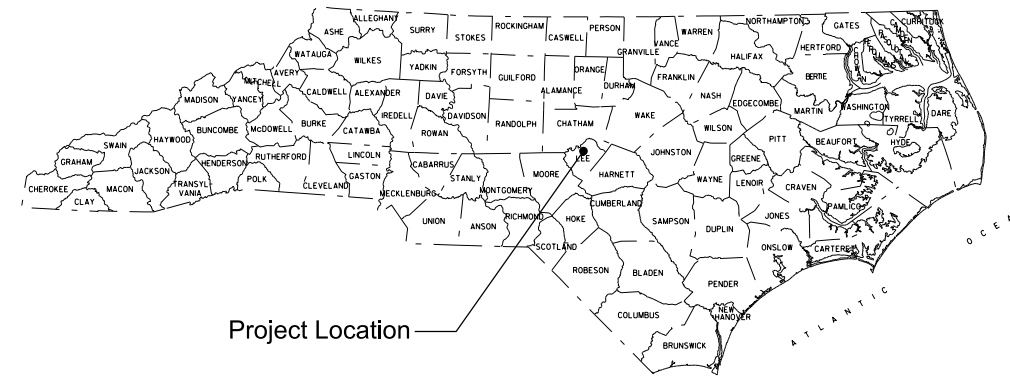 ALLEGHANY
ASHE
SURRY
STOKES
ROCKINGHAM
CASWELL
PERSON
GRANVILLE
VANCE
WARREN
NORTHAMPTON
GATES
CURRITUCK
CAMDEN
PASQUOTANK
PERQUIMANS
CHOWAN
HERTFORD
HALIFAX
BERTIE
WATAUGA
WILKES
YADKIN
FORSYTH
GUILFORD
ALAMANCE
ORANGE
DURHAM
FRANKLIN
NASH
EDGECOMBE
MARTIN
WASHINGTON
TYRRELL
DARE
MITCHELL
AVERY
CALDWELL
ALEXANDER
IREDELL
DAVIE
DAVIDSON
RANDOLPH
CHATHAM
WAKE
WILSON
PITT
BEAUFORT
HYDE
MADISON
YANCEY
McDOWELL
BURKE
CATAWBA
ROWAN
SWAIN
HAYWOOD
BUNCOMBE
GRAHAM
JACKSON
HENDERSON
RUTHERFORD
LINCOLN
CABARRUS
STANLY
MONTGOMERY
MOORE
LEE
HARNETT
JOHNSTON
GREENE
WAYNE
LENOIR
CRAVEN
PAMLICO
CHEROKEE
CLAY
MACON
TRANSYL
VANIA
POLK
CLEVELAND
GASTON
MECKLENBURG
UNION
ANSON
RICHMOND
HOKE
CUMBERLAND
SAMPSON
DUPLIN
JONES
ONSLOW
CARTERET
SCOTLAND
ROBESON
BLADEN
PENDER
COLUMBUS
NEW
HANOVER
BRUNSWICK
ATLANTIC
OCEA
Project Location